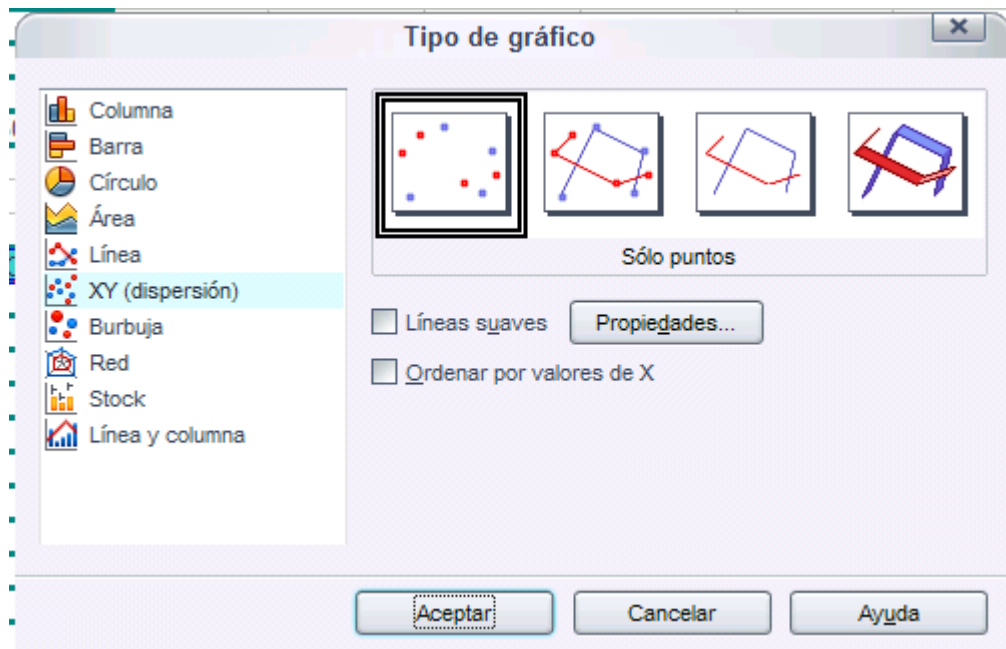 Tipo de gráfico
Columna
Barra
Círculo
Área
Línea
XY (dispersión)
Burbuja
Red
Stock
Línea y columna
Sólo puntos
Líneas suaves
Propiedades...
Ordenar por valores de X
Aceptar
Cancelar
Ayuda